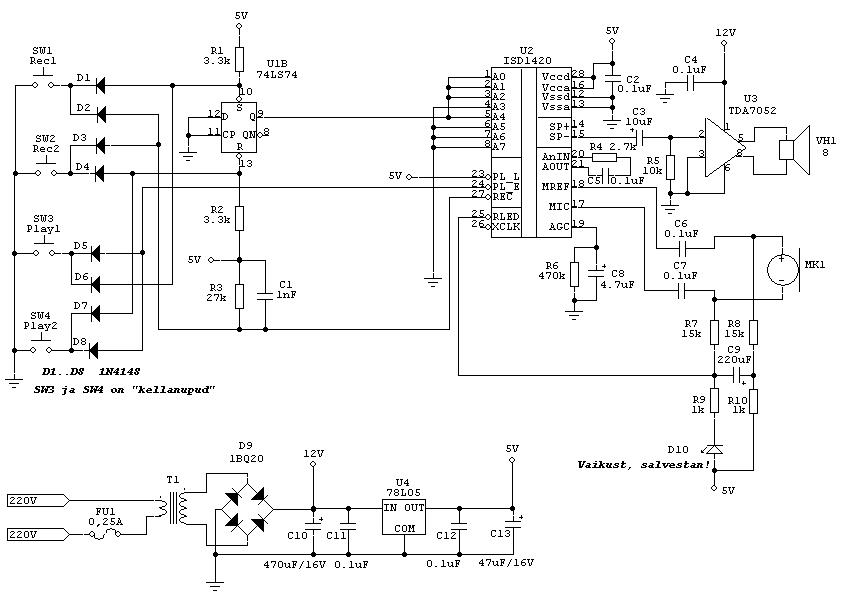 5V
SW1
Rec1
D1
D2
SW2
Rec2
D3
D4
SW3
Play1
D5
D6
SW4
Play2
D7
D8
D1..D8 1N4148
SW3 ja SW4 on "kellanupud"
R1
3.3k
U1B
74LS74
10
S
12
D
Q
9
11
CP
QN
8
R
13
R2
3.3k
5V
R3
27k
C1
1nF
U2
ISD1420
1 A0
2 A1
3 A2
4 A3
5 A4
6 A5
7 A6
8 A7
5V
23 PL_L
24 PL_E
27 REC
25 RLED
26 XCLK
Vccd 28
Vcca 16
Vssd 12
Vssa 13
SP+ 14
SP- 15
AnIN 20
AOUT 21
MREF 18
MIC 17
AGC 19
5V
C2
0.1uF
C3
10uF
R4 2.7k
C5 0.1uF
R5
10k
C4
0.1uF
12V
U3
TDA7052
1
2
3
5
6
8
VH1
8
R6
470k
C8
4.7uF
C6
0.1uF
C7
0.1uF
MK1
R7
15k
R8
15k
C9
220uF
R9
1k
R10
1k
D10
Vaikust, salvestan!
5V
220V
220V
FU1
0,25A
T1
D9
1BQ20
12V
C10
470uF/16V
C11
0.1uF
U4
78L05
IN OUT
COM
C12
0.1uF
5V
C13
47uF/16V